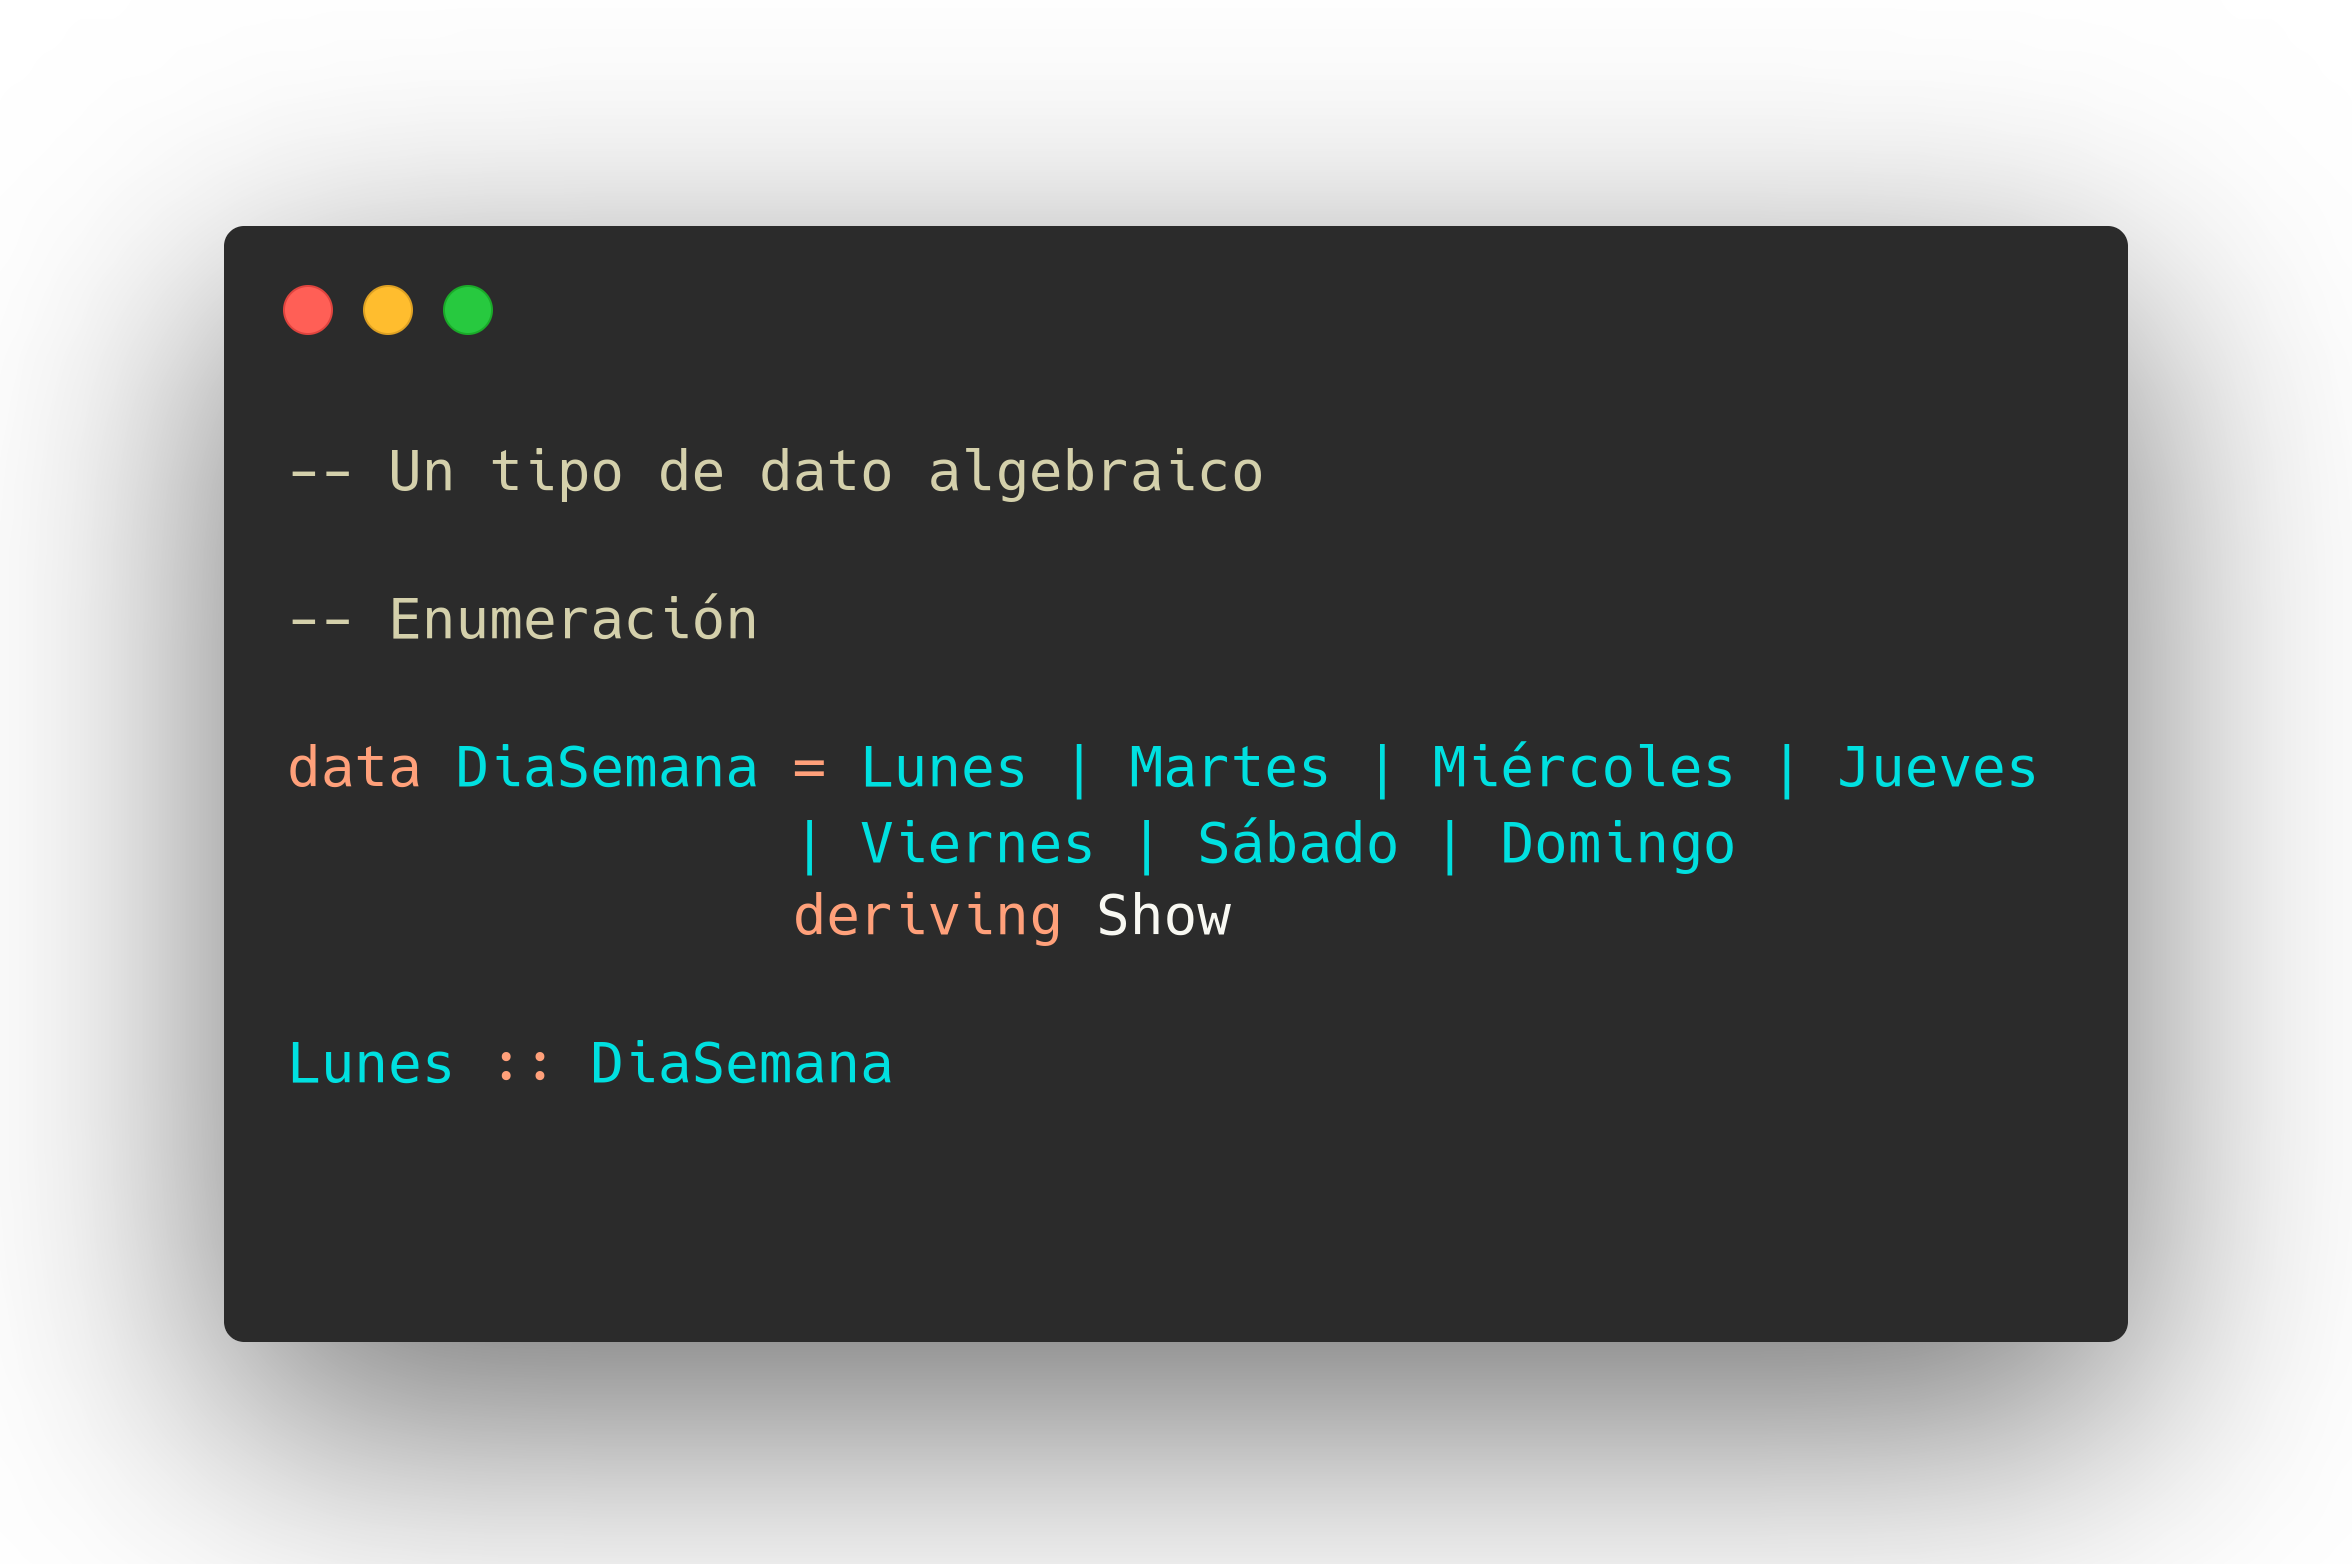 -- Un tipo de dato algebraico
-- Enumeración
data DiaSemana = Lunes | Martes | Miércoles | Jueves
| Viernes | Sábado | Domingo
deriving Show
Lunes :: DiaSemana